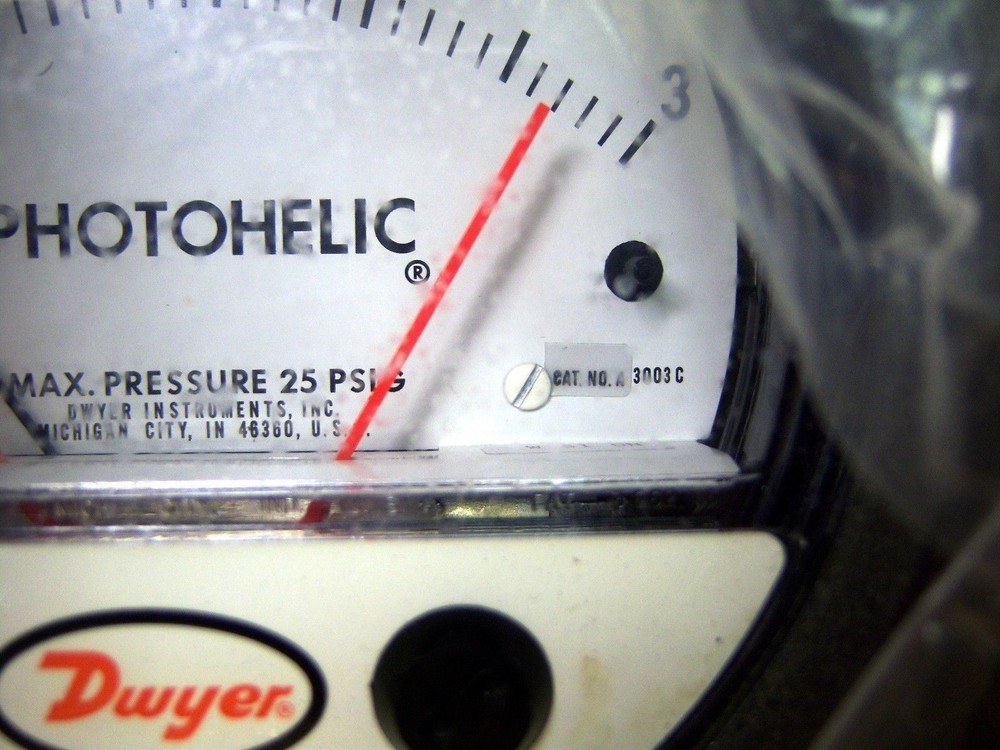 3
PHOTOHELIC
®
MAX. PRESSURE 25 PSIG
CAT. NO. A 3003 C
DWYER INSTRUMENTS, INC.
MICHIGAN CITY, IN 46360, U.S.
Dwyer®